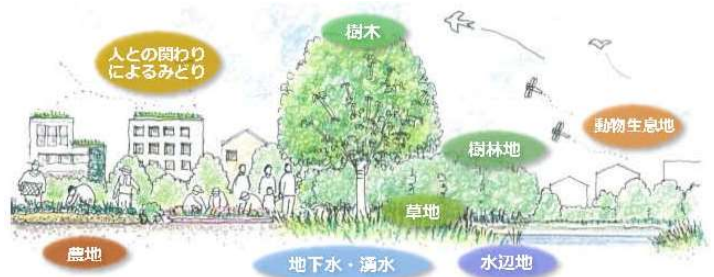 人との関わり
によるみどり
樹木
動物生息地
樹林地
草地
農地
地下水・湧水
水辺地